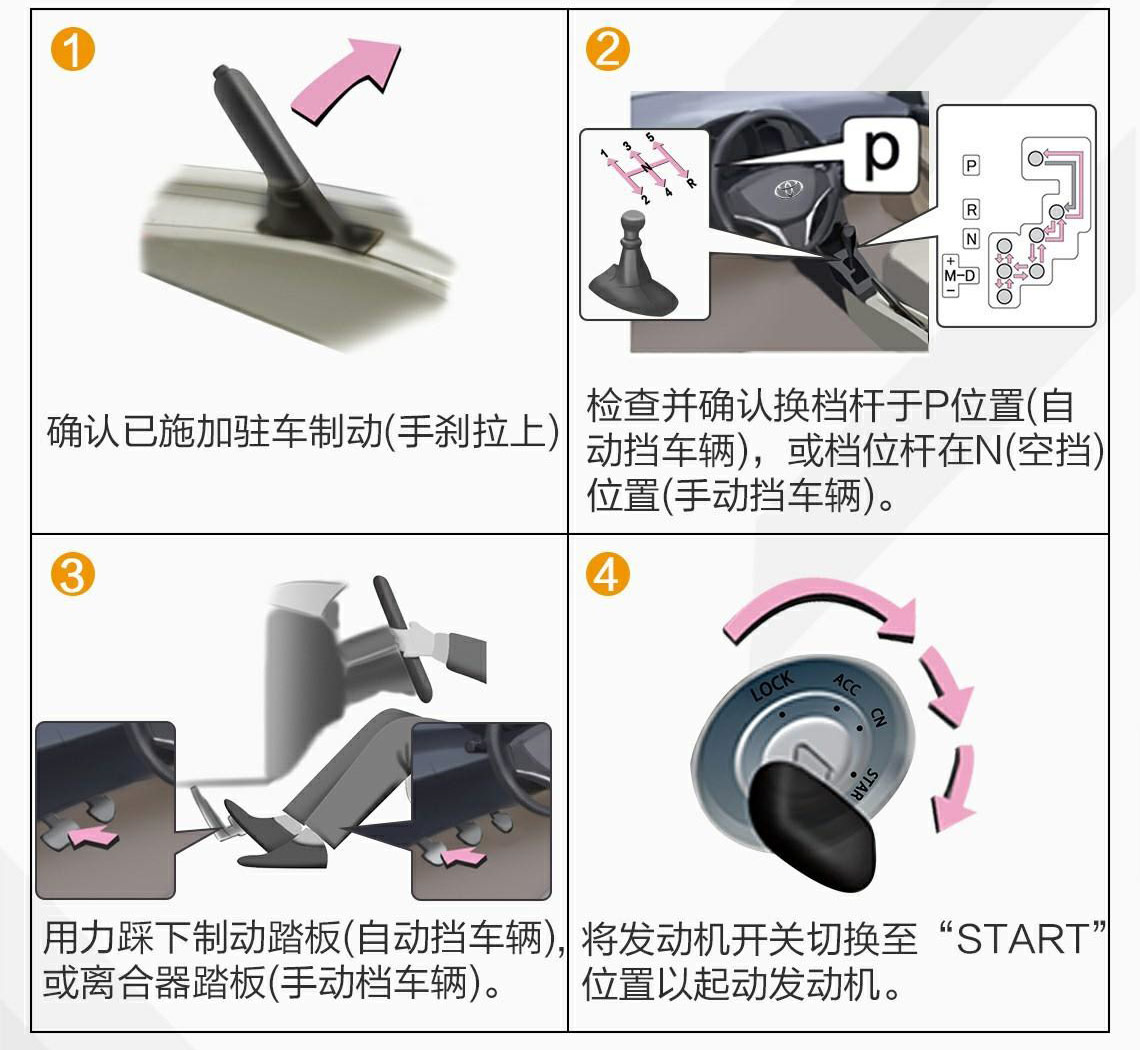 1
确认已施加驻车制动(手刹拉上)
2
1 3 5
N
2 4 R
p
P
R
N
+
M-D
-
检查并确认换档杆于P位置(自
动挡车辆)，或档位杆在N(空挡)
位置(手动挡车辆)。
3
用力踩下制动踏板(自动挡车辆),
或离合器踏板(手动档车辆)。
4
LOCK
ACC
CN
STAR
将发动机开关切换至“START”
位置以起动发动机。